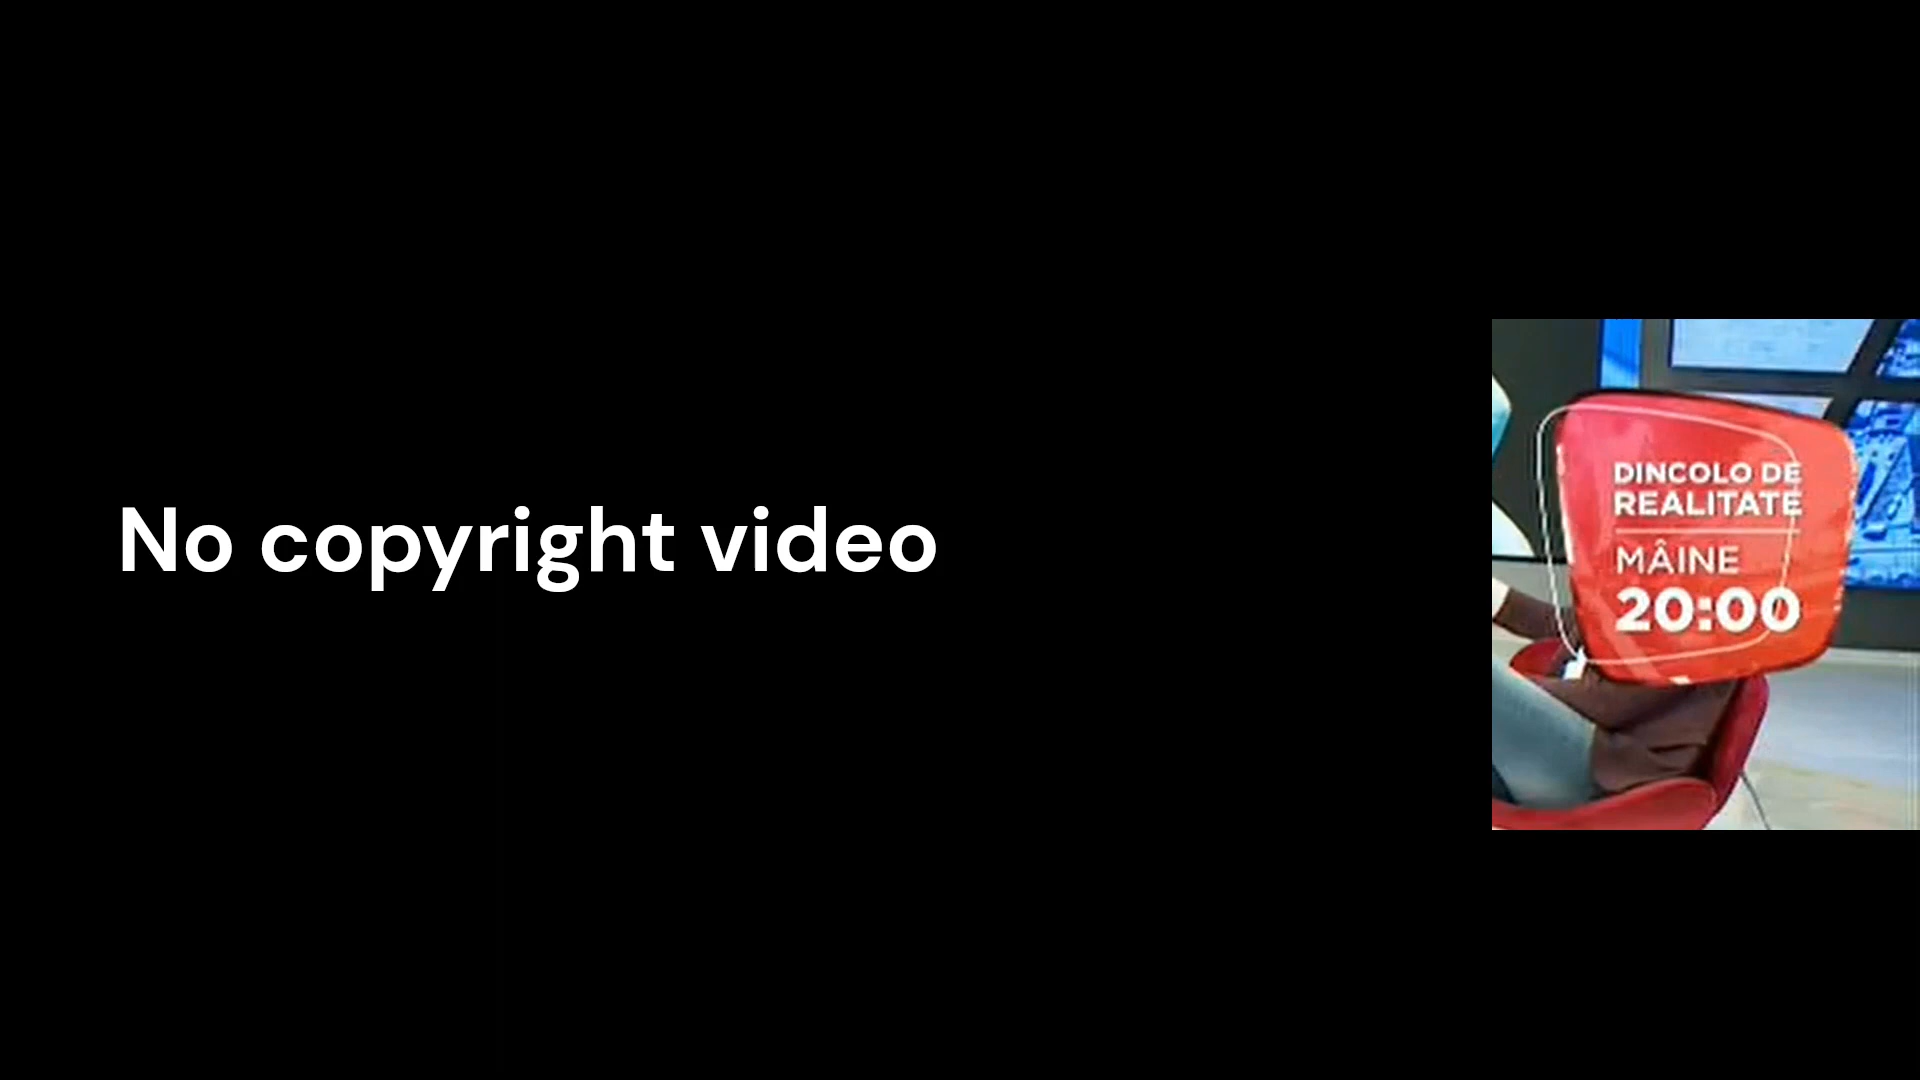 No copyright video
DINCOLO DE
REALITATE
MÂINE
20:00